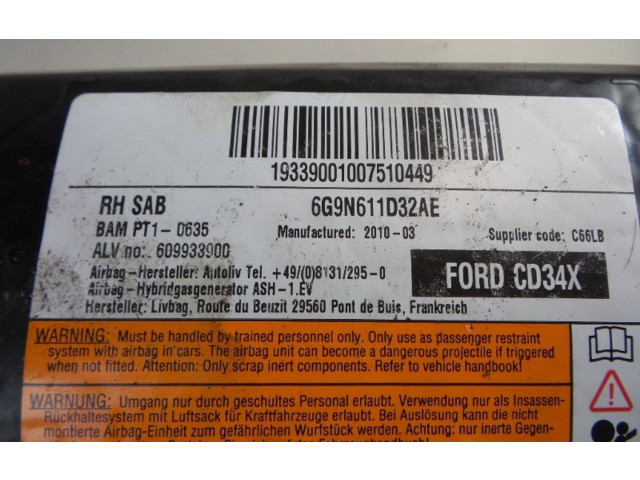 19339001007510449
RH SAB 6G9N611D32AE
BAM PT1- 0635 Manufactured: 2010-03 Supplier code: C66LB
ALV no: 609933900
Airbag-Hersteller: Autoliv Tel. +49/(0)8131/295-0 FORD CD34X
Airbag-Hybridgasgenerator ASH-1.EV
Hersteller: Livbag, Route du Beuzit 29560 Pont de Buis, Frankreich
WARNING: Must be handled by trained personel only. Only use as passenger restraint
system with airbag in cars. The airbag unit can become a dangerous projectile if triggered
when not fitted. Attention: Only scrap inert components. Refer to vehicle handbook!
WARNUNG: Umgang nur durch geschultes Personal erlaubt. Verwendung nur als Insassen-
Rückhaltesystem mit Luftsack für Kraftfahrzeuge erlaubt. Bei Auslösung kann die nicht
montierte Airbag-Einheit zum gefährlichen Wurfstück werden. Achtung: Nur inerte Gegen-